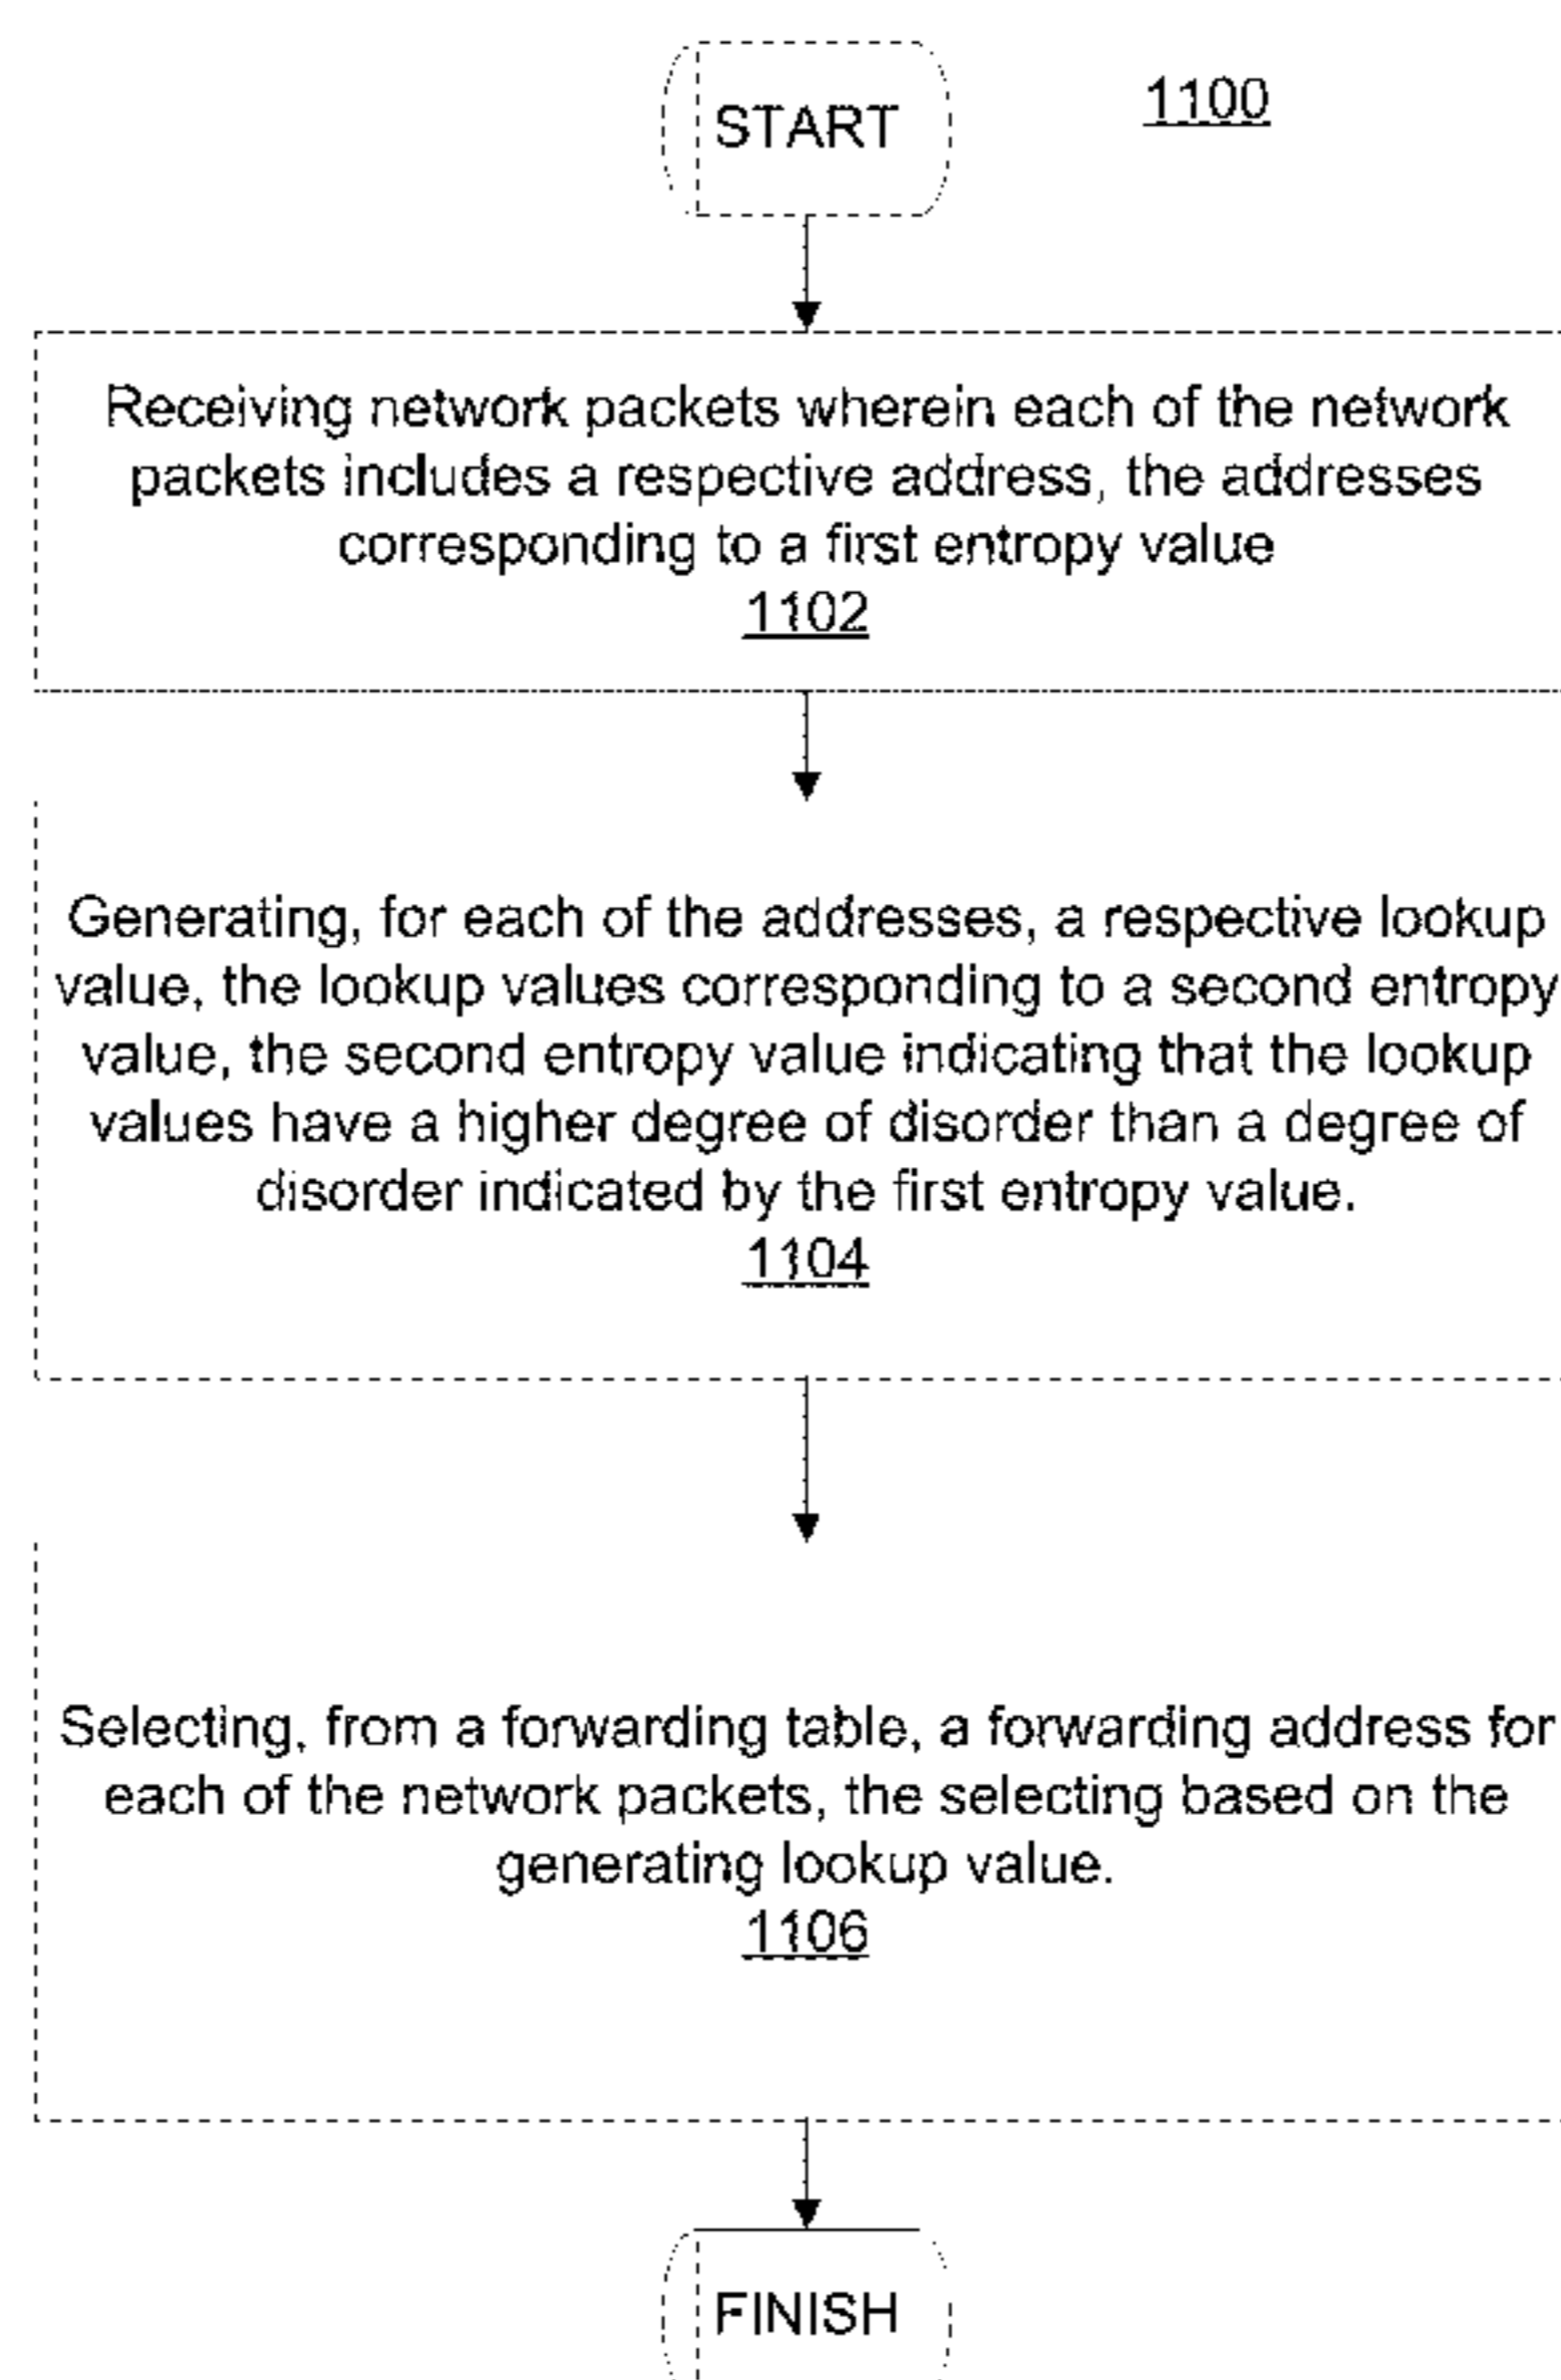 START
1100
Receiving network packets wherein each of the network
packets includes a respective address, the addresses
corresponding to a first entropy value
1102
Generating, for each of the addresses, a respective lookup
value, the lookup values corresponding to a second entropy
value, the second entropy value indicating that the lookup
values have a higher degree of disorder than a degree of
disorder indicated by the first entropy value.
1104
Selecting, from a forwarding table, a forwarding address for
each of the network packets, the selecting based on the
generating lookup value.
1106
FINISH